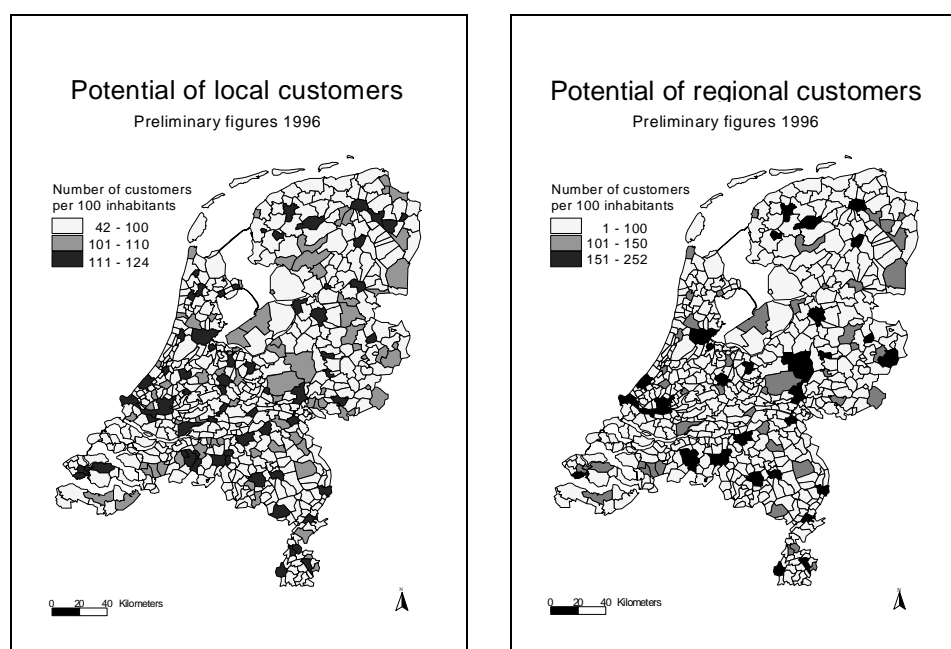 Potential of local customers
Preliminary figures 1996
Number of customers
per 100 inhabitants
42 - 100
101 - 110
111 - 124
0 20 40 Kilometers
N
Potential of regional customers
Preliminary figures 1996
Number of customers
per 100 inhabitants
1 - 100
101 - 150
151 - 252
0 20 40 Kilometers
N